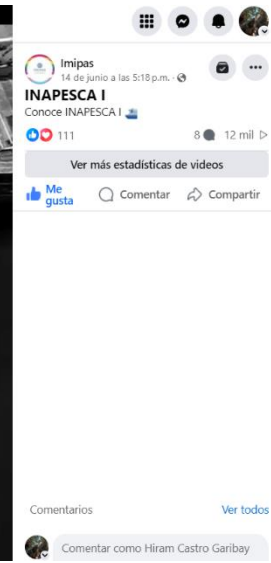 Imipas
14 de junio a las 5:18 p.m. ·
INAPESCA I
Conoce INAPESCA I
111 8 12 mil
Ver más estadísticas de videos
Me gusta Comentar Compartir
Comentarios Ver todos
Comentar como Hiram Castro Garibay